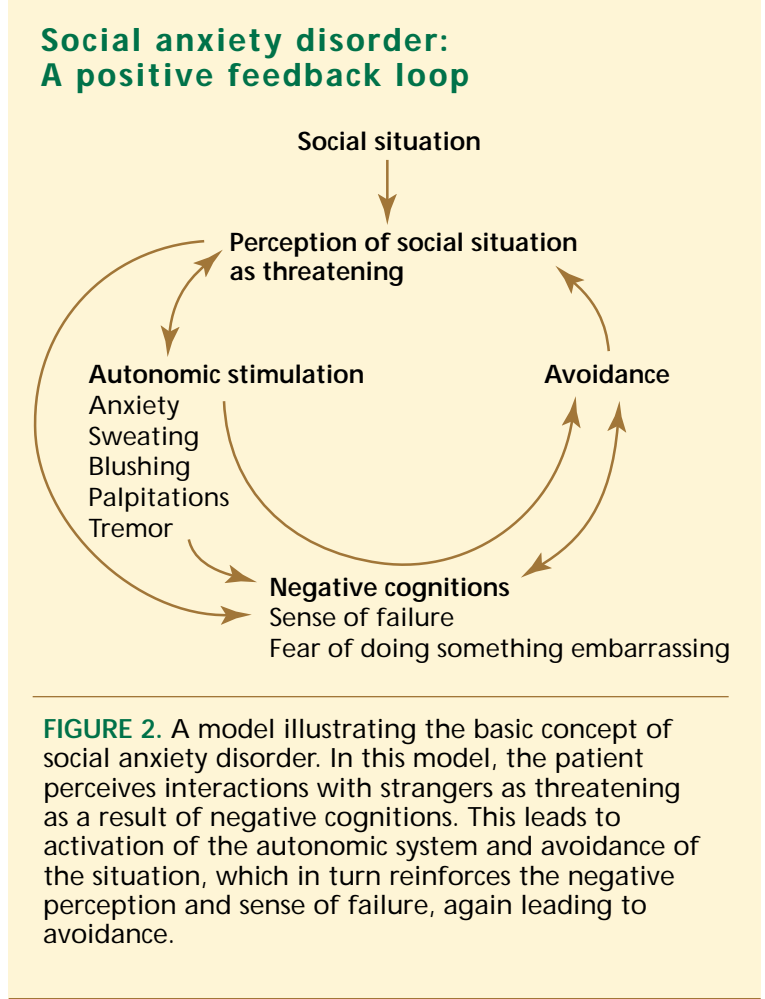 Social anxiety disorder:
A positive feedback loop
Social situation
Perception of social situation
as threatening
Autonomic stimulation
Anxiety
Sweating
Blushing
Palpitations
Tremor
Avoidance
Negative cognitions
Sense of failure
Fear of doing something embarrassing
FIGURE 2. A model illustrating the basic concept of
social anxiety disorder. In this model, the patient
perceives interactions with strangers as threatening
as a result of negative cognitions. This leads to
activation of the autonomic system and avoidance of
the situation, which in turn reinforces the negative
perception and sense of failure, again leading to
avoidance.